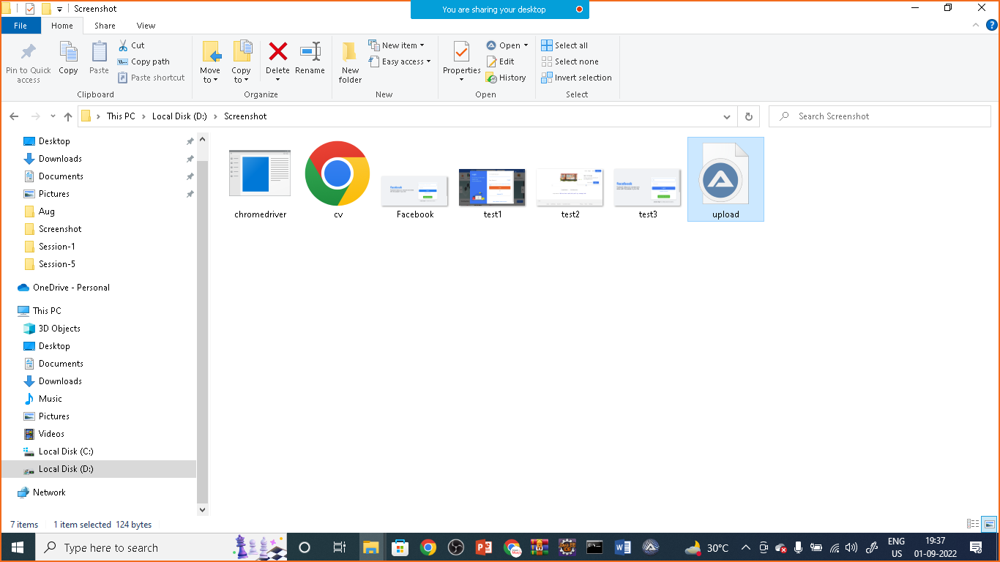 Screenshot
You are sharing your desktop
File Home Share View
Pin to Quick access
Copy
Paste
Cut
Copy path
Paste shortcut
Clipboard
Move to
Copy to
Delete
Rename
Organize
New folder
New item
Easy access
New
Properties
Open
Edit
History
Open
Select all
Select none
Invert selection
Select
This PC > Local Disk (D:) > Screenshot
Search Screenshot
Desktop
Downloads
Documents
Pictures
Aug
Screenshot
Session-1
Session-5
OneDrive - Personal
This PC
3D Objects
Desktop
Documents
Downloads
Music
Pictures
Videos
Local Disk (C:)
Local Disk (D:)
Network
chromedriver
cv
facebook
Facebook
test1
test2
facebook
test3
upload
7 items 1 item selected 124 bytes
Type here to search
30°C
ENG
US
19:37
01-09-2022